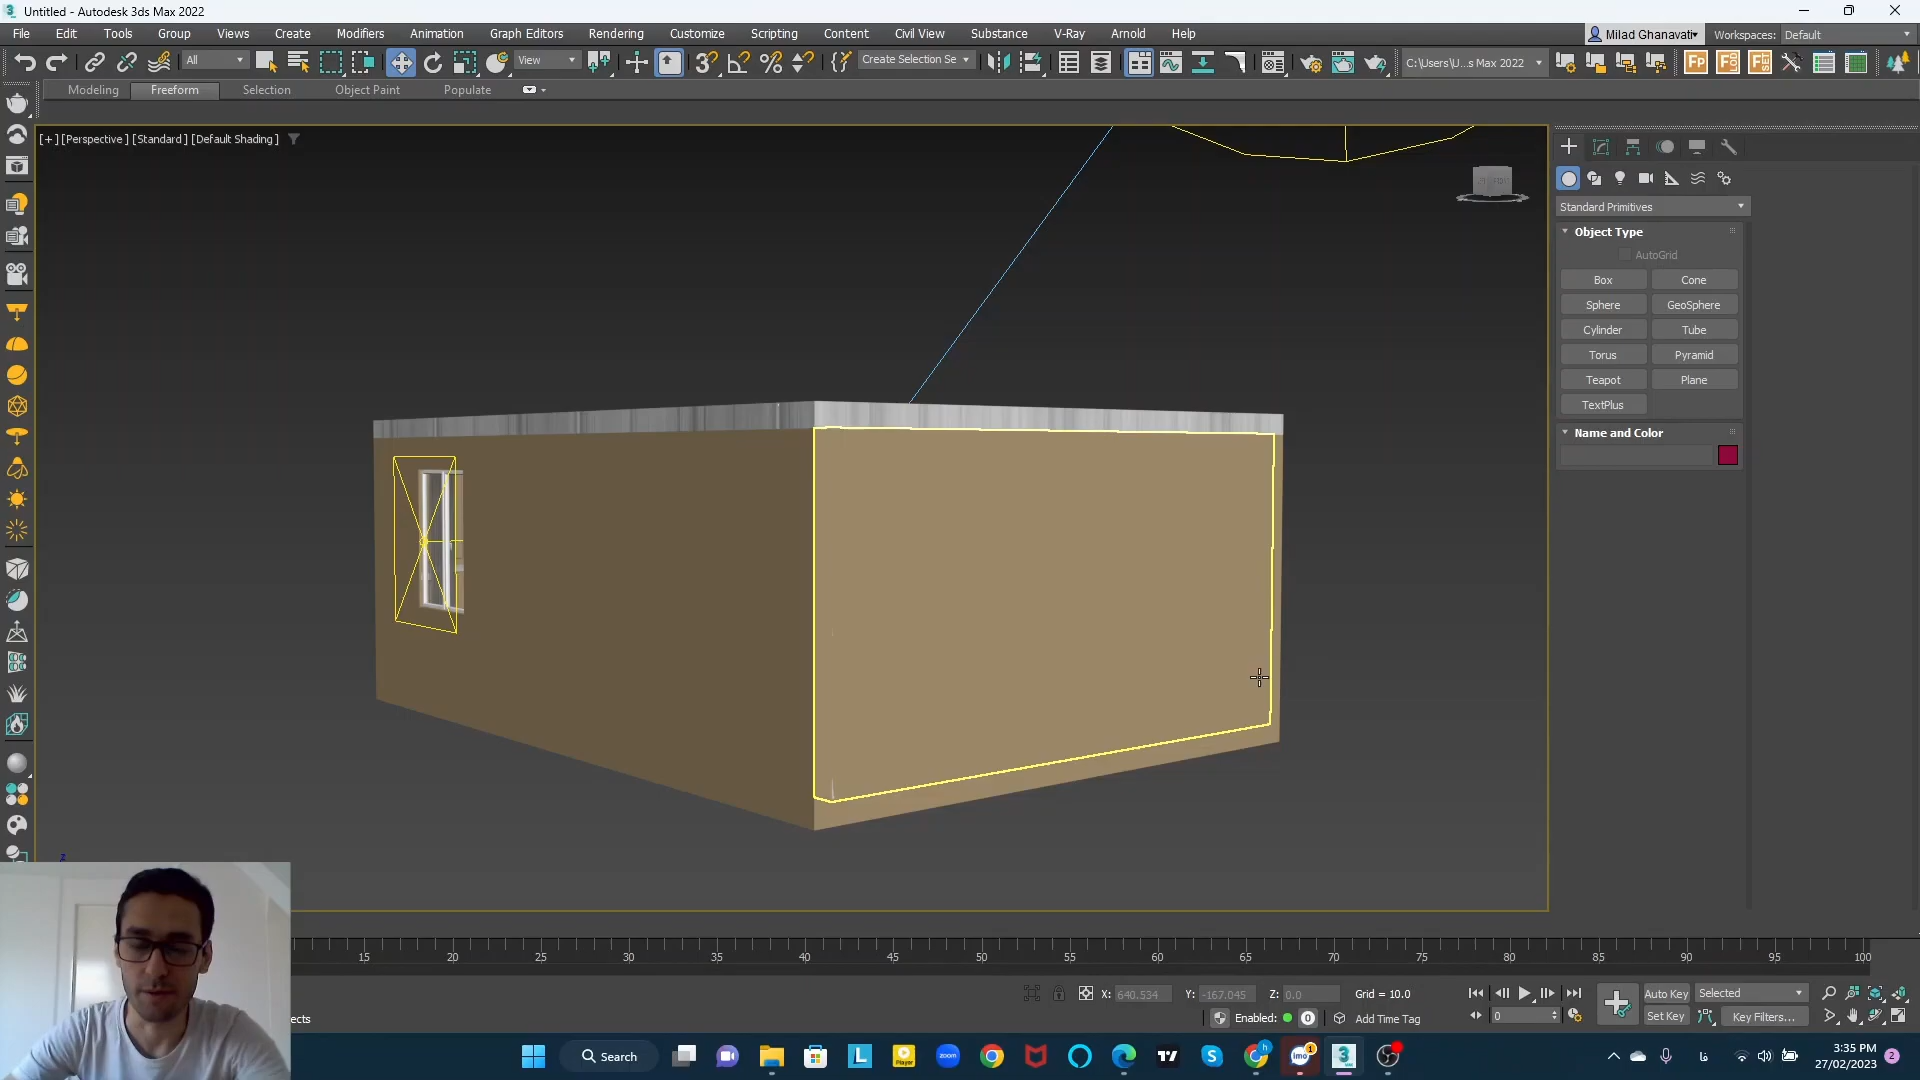 Untitled - Autodesk 3ds Max 2022
File Edit Tools Group Views Create Modifiers Animation Graph Editors Rendering Customize Scripting Content Civil View Substance V-Ray Arnold Help
Milad Ghanavati
Workspaces: Default
All
View
Create Selection Se
C:\Users\U...s Max 2022
Modeling Freeform Selection Object Paint Populate
[+] [Perspective ] [Standard ] [Default Shading ]
Standard Primitives
Object Type
AutoGrid
Box Cone
Sphere GeoSphere
Cylinder Tube
Torus Pyramid
Teapot Plane
TextPlus
Name and Color
z
15 20 25 30 35 40 45 50 55 60 65 70 75 80 85 90 95 100
X: 640.534 Y: -167.045 Z: 0.0 Grid = 10.0
Auto Key Selected
ects
Enabled: 0 Add Time Tag
0
Set Key Key Filters...
Search
3:35 PM
27/02/2023
2